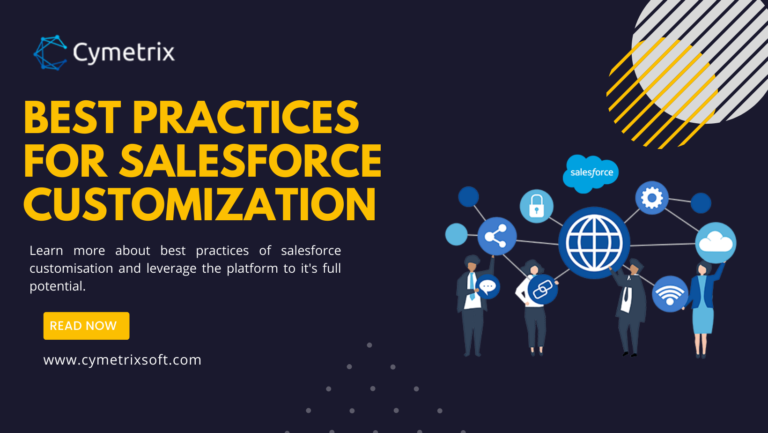 Cymetrix
BEST PRACTICES
FOR SALESFORCE
CUSTOMIZATION
salesforce
Learn more about best practices of salesforce
customisation and leverage the platform to it's full
potential.
READ NOW
www.cymetrixsoft.com